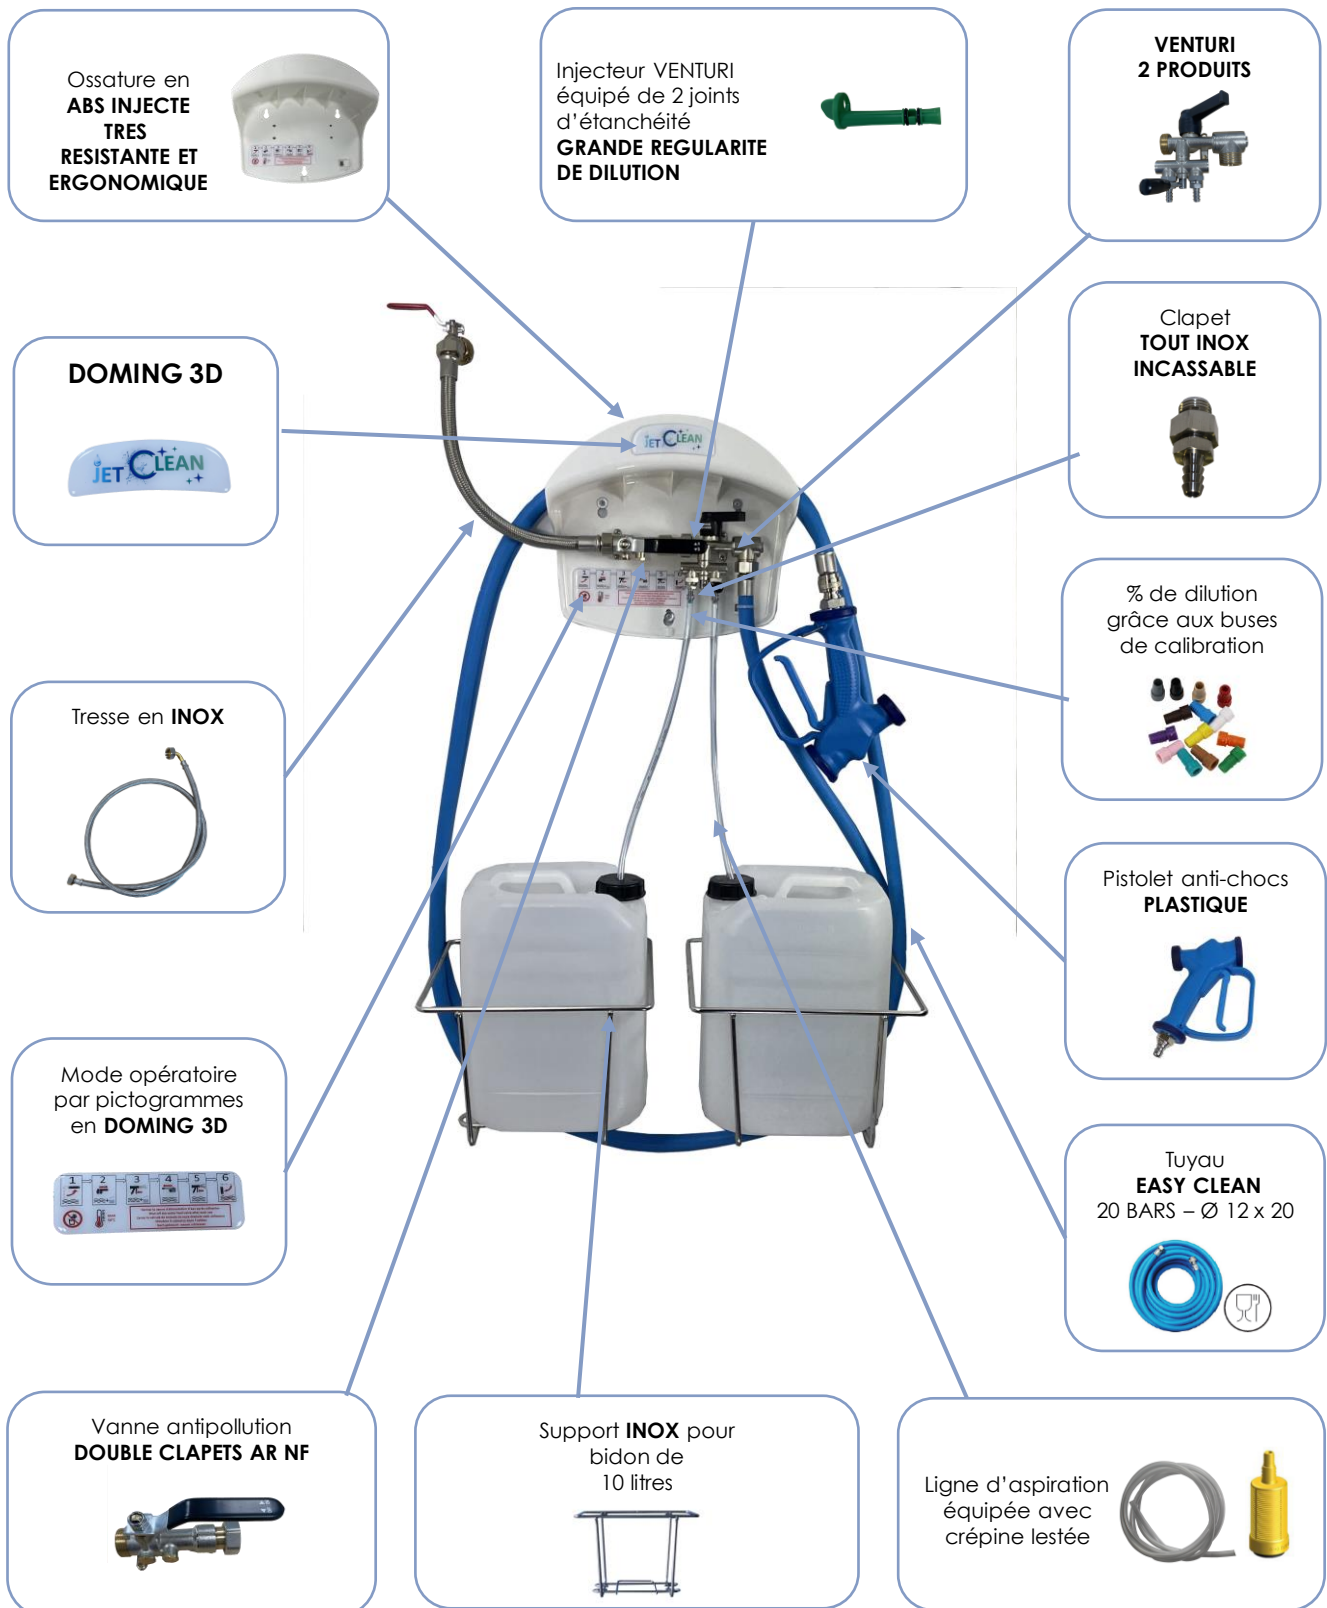 Ossature en
ABS INJECTE
TRES
RESISTANTE ET
ERGONOMIQUE
Injecteur VENTURI
équipé de 2 joints
d'étanchéité
GRANDE REGULARITE
DE DILUTION
VENTURI
2 PRODUITS
DOMING 3D
JET CLEAN
JET CLEAN
Clapet
TOUT INOX
INCASSABLE
% de dilution
grâce aux buses
de calibration
Tresse en INOX
Pistolet anti-chocs
PLASTIQUE
Mode opératoire
par pictogrammes
en DOMING 3D
1 2 3 4 5 6
Tuyau
EASY CLEAN
20 BARS – Ø 12 x 20
Vanne antipollution
DOUBLE CLAPETS AR NF
Support INOX pour
bidon de
10 litres
Ligne d'aspiration
équipée avec
crépine lestée